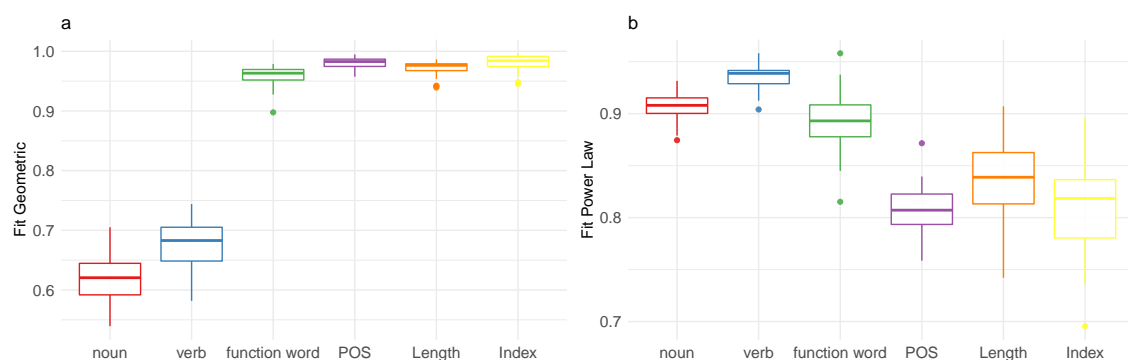 a
Fit Geometric
1.0
0.9
0.8
0.7
0.6
noun verb function word POS Length Index
b
Fit Power Law
0.9
0.8
0.7
noun verb function word POS Length Index